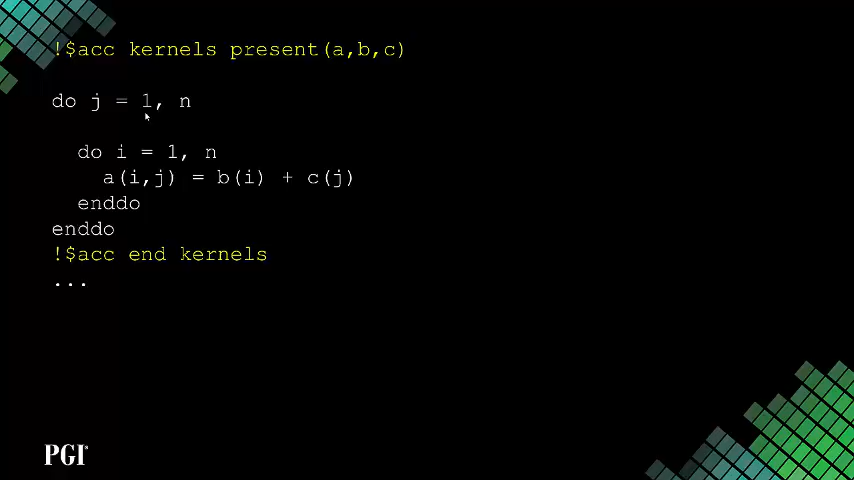 !$acc kernels present(a,b,c)
do j = 1, n
do i = 1, n
a(i,j) = b(i) + c(j)
enddo
enddo
!$acc end kernels
...
PGI®